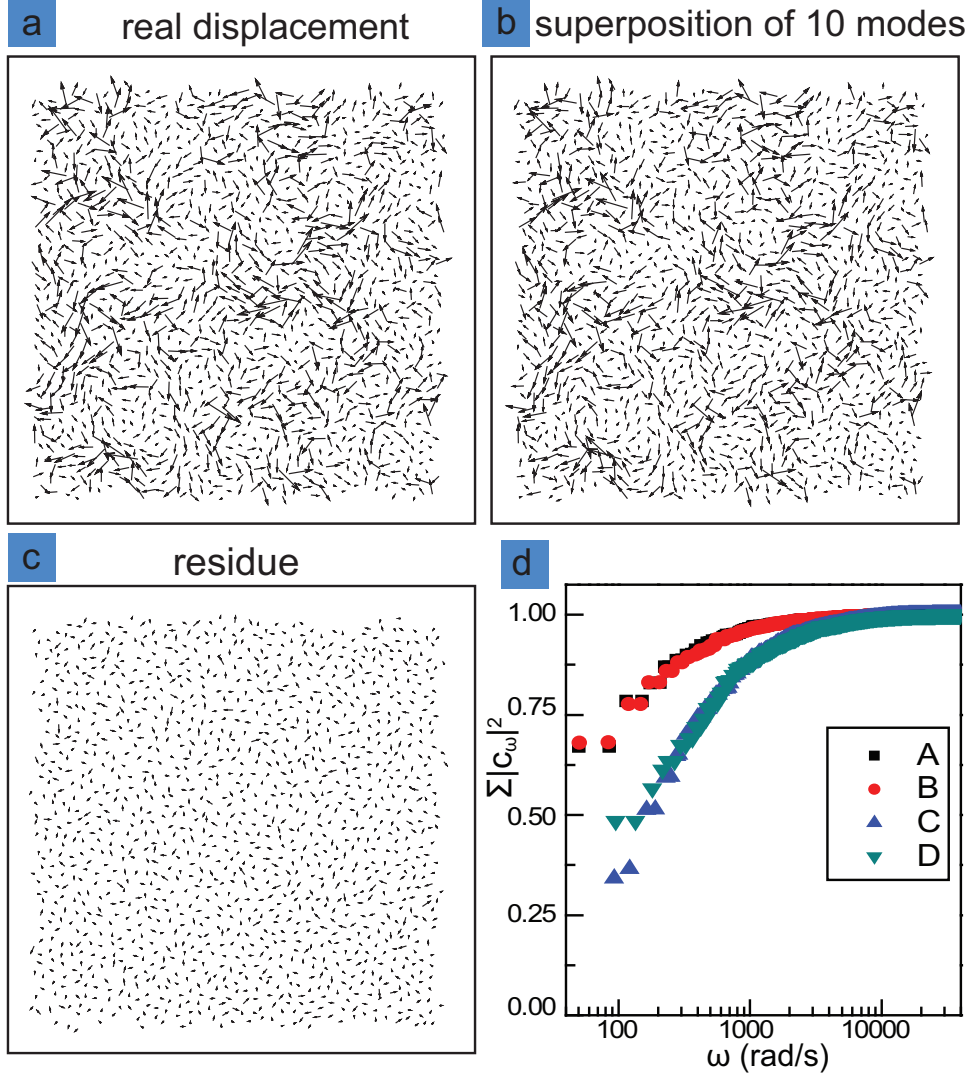 a real displacement
b superposition of 10 modes
c residue
d
1.00
0.75
0.50
0.25
0.00
Σ|c_ω|²
A
B
C
D
100 1000 10000
ω (rad/s)